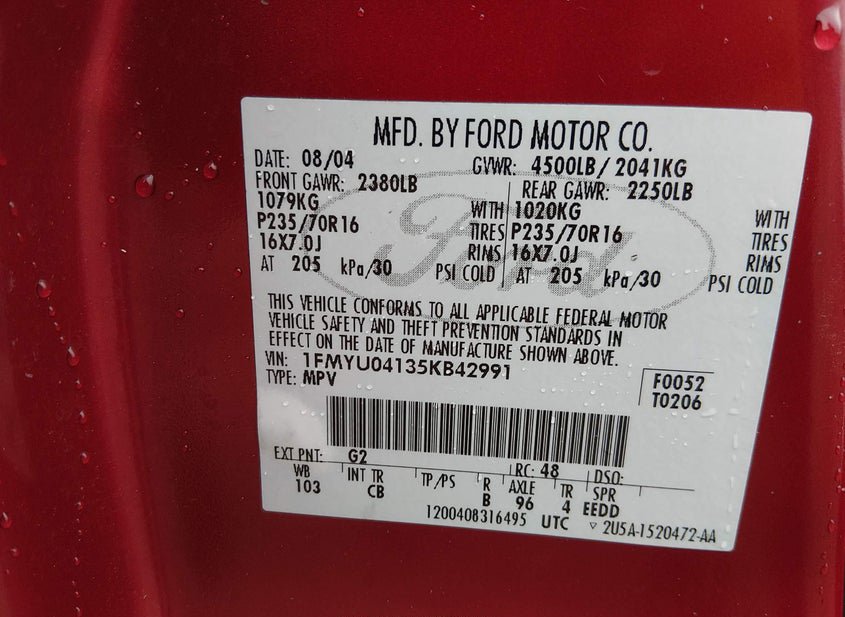 MFD. BY FORD MOTOR CO.
DATE: 08/04 GVWR: 4500LB/ 2041KG
FRONT GAWR: 2380LB REAR GAWR: 2250LB
1079KG WITH 1020KG WITH
P235/70R16 TIRES P235/70R16 TIRES
16X7.0J RIMS 16X7.0J RIMS
AT 205 kPa/30 PSI COLD AT 205 kPa/30 PSI COLD
Ford
THIS VEHICLE CONFORMS TO ALL APPLICABLE FEDERAL MOTOR
VEHICLE SAFETY AND THEFT PREVENTION STANDARDS IN
EFFECT ON THE DATE OF MANUFACTURE SHOWN ABOVE.
VIN: 1FMYU04135KB42991
TYPE: MPV
F0052
T0206
EXT PNT: G2 RC: 48 DSO:
WB INT TR TP/PS R AXLE TR SPR
103 CB B 96 4 EEDD
1200408316495 UTC ▽ 2U5A-1520472-AA